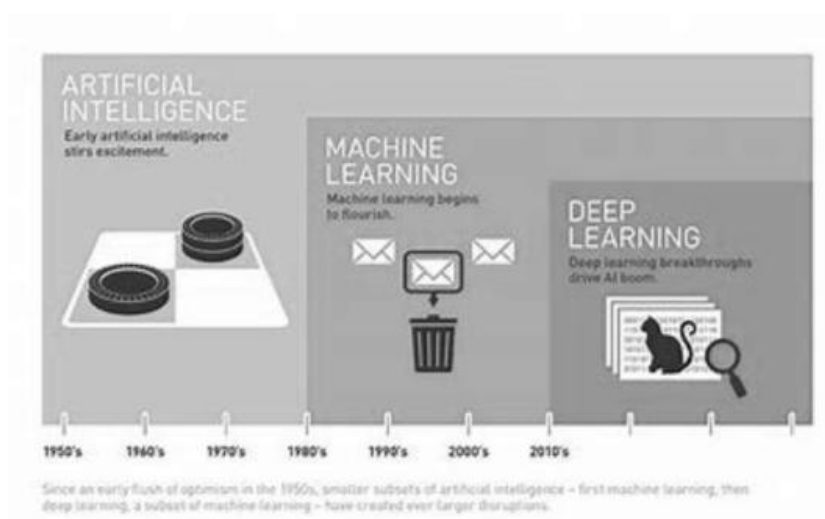 ARTIFICIAL
INTELLIGENCE
Early artificial intelligence
stirs excitement.
MACHINE
LEARNING
Machine learning begins
to flourish.
DEEP
LEARNING
Deep learning breakthroughs
drive AI boom.
1950's 1960's 1970's 1980's 1990's 2000's 2010's
Since an early flush of optimism in the 1950s, smaller subsets of artificial intelligence – first machine learning, then
deep learning, a subset of machine learning – have created ever larger disruptions.